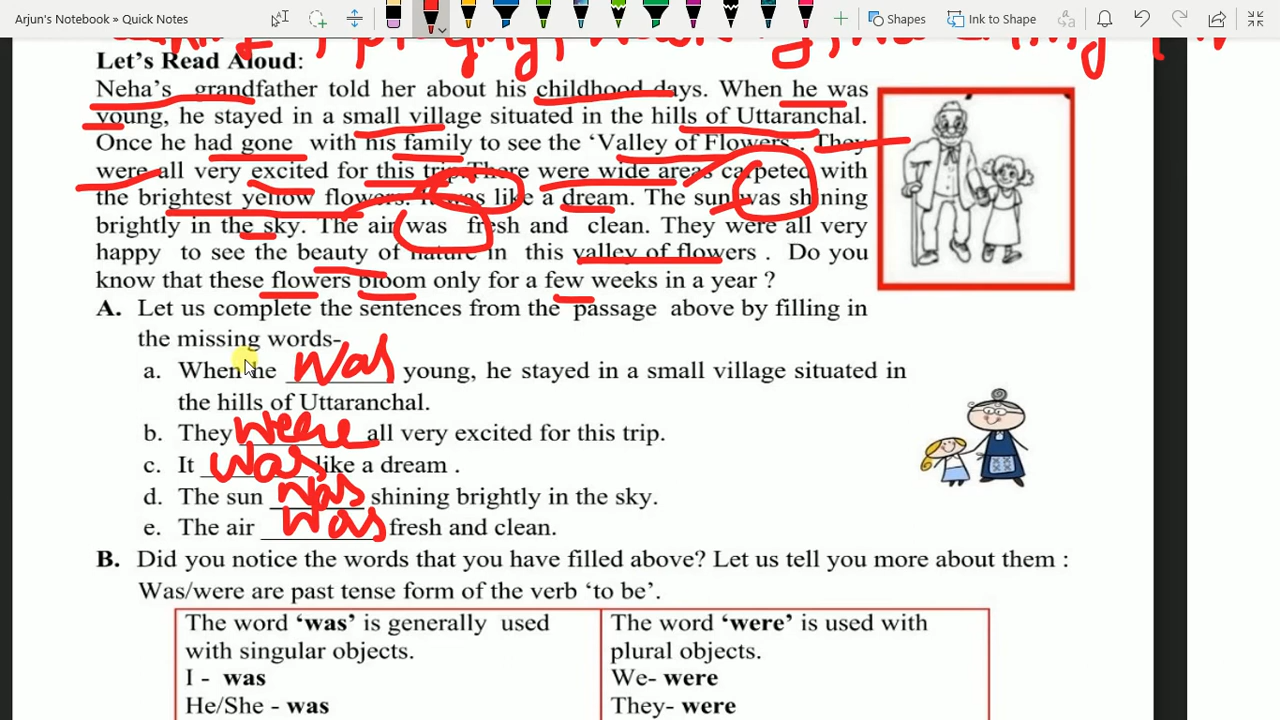 Arjun's Notebook » Quick Notes
Shapes
Ink to Shape
Let's Read Aloud:
Neha's grandfather told her about his childhood days. When he was
young, he stayed in a small village situated in the hills of Uttaranchal.
Once he had gone with his family to see the 'Valley of Flowers'. They
were all very excited for this trip. There were wide areas carpeted with
the brightest yellow flowers. It was like a dream. The sun was shining
brightly in the sky. The air was fresh and clean. They were all very
happy to see the beauty of nature in this valley of flowers . Do you
know that these flowers bloom only for a few weeks in a year ?
A. Let us complete the sentences from the passage above by filling in
the missing words-
a. When he was young, he stayed in a small village situated in
the hills of Uttaranchal.
b. They were all very excited for this trip.
c. It was like a dream .
d. The sun was shining brightly in the sky.
e. The air was fresh and clean.
B. Did you notice the words that you have filled above? Let us tell you more about them :
Was/were are past tense form of the verb 'to be'.
The word 'was' is generally used
with singular objects.
I - was
He/She - was
The word 'were' is used with
plural objects.
We- were
They- were